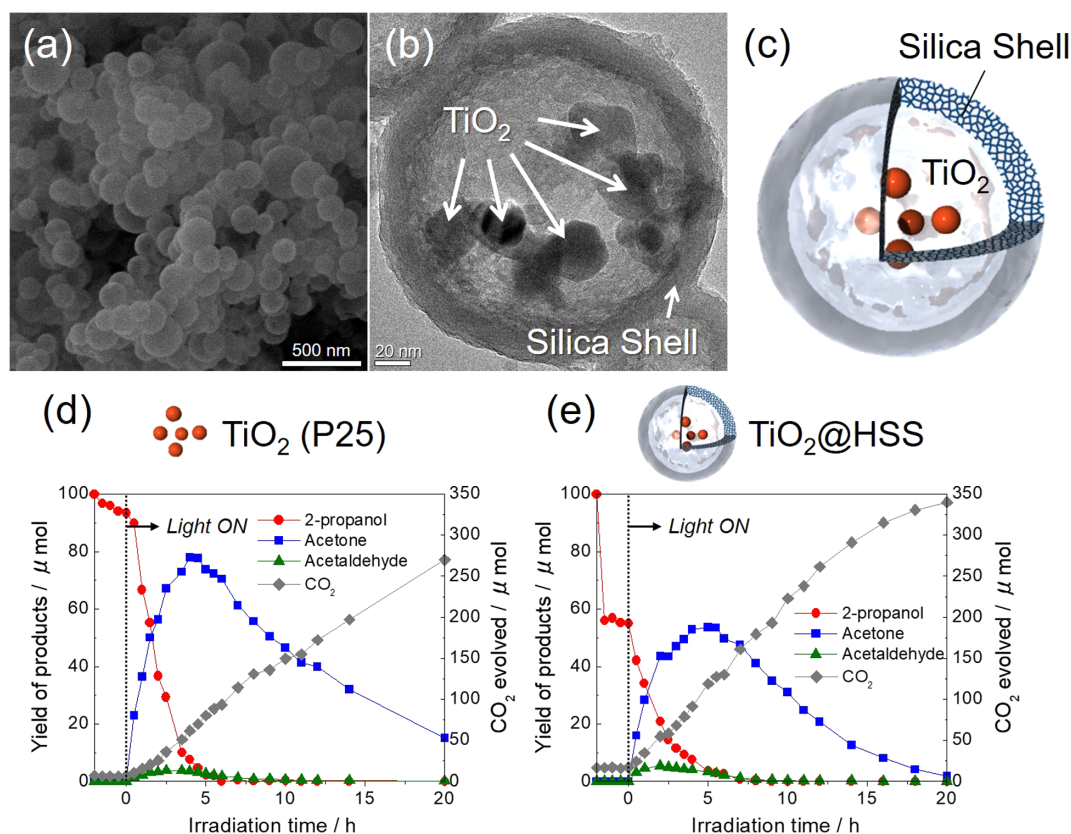 (a)
500 nm
(b)
TiO2
Silica Shell
20 nm
(c)
Silica Shell
TiO2
(d)
TiO2 (P25)
Yield of products / μ mol
100
80
60
40
20
0
Light ON
2-propanol
Acetone
Acetaldehyde
CO2
350
300
250
200
150
100
50
0
CO2 evolved / μ mol
0 5 10 15 20
Irradiation time / h
(e)
TiO2@HSS
Yield of products / μ mol
100
80
60
40
20
0
Light ON
2-propanol
Acetone
Acetaldehyde
CO2
350
300
250
200
150
100
50
0
CO2 evolved / μ mol
0 5 10 15 20
Irradiation time / h